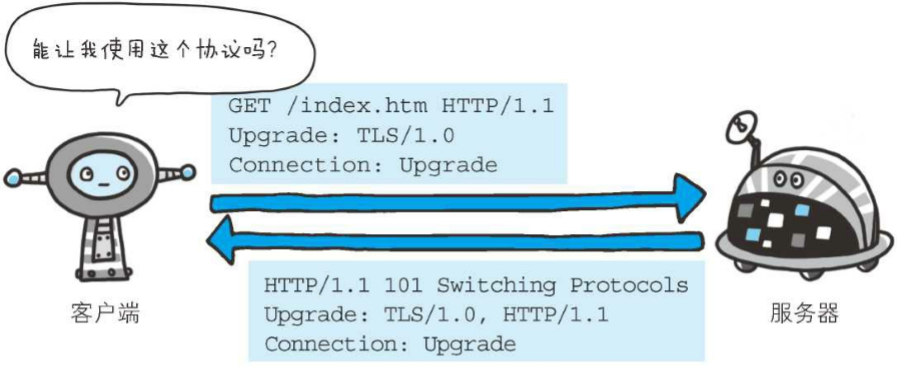 能让我使用这个协议吗?
GET /index.htm HTTP/1.1
Upgrade: TLS/1.0
Connection: Upgrade
HTTP/1.1 101 Switching Protocols
Upgrade: TLS/1.0, HTTP/1.1
Connection: Upgrade
客户端
服务器